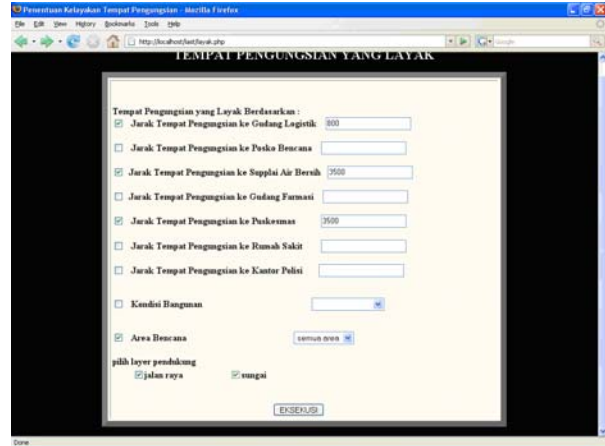 Penentuan Kelayakan Tempat Pengungsian - Mozilla Firefox
File Edit View History Bookmarks Tools Help
http://localhost/last/layak.php
TEMPAT PENGUNGSIAN YANG LAYAK
Tempat Pengungsian yang Layak Berdasarkan :
Jarak Tempat Pengungsian ke Gudang Logistik 800
Jarak Tempat Pengungsian ke Posko Bencana
Jarak Tempat Pengungsian ke Supplai Air Bersih 3500
Jarak Tempat Pengungsian ke Gudang Farmasi
Jarak Tempat Pengungsian ke Puskesmas 3500
Jarak Tempat Pengungsian ke Rumah Sakit
Jarak Tempat Pengungsian ke Kantor Polisi
Kondisi Bangunan
Area Bencana semua area
pilih layer pendukung
jalan raya sungai
EKSEKUSI
Done